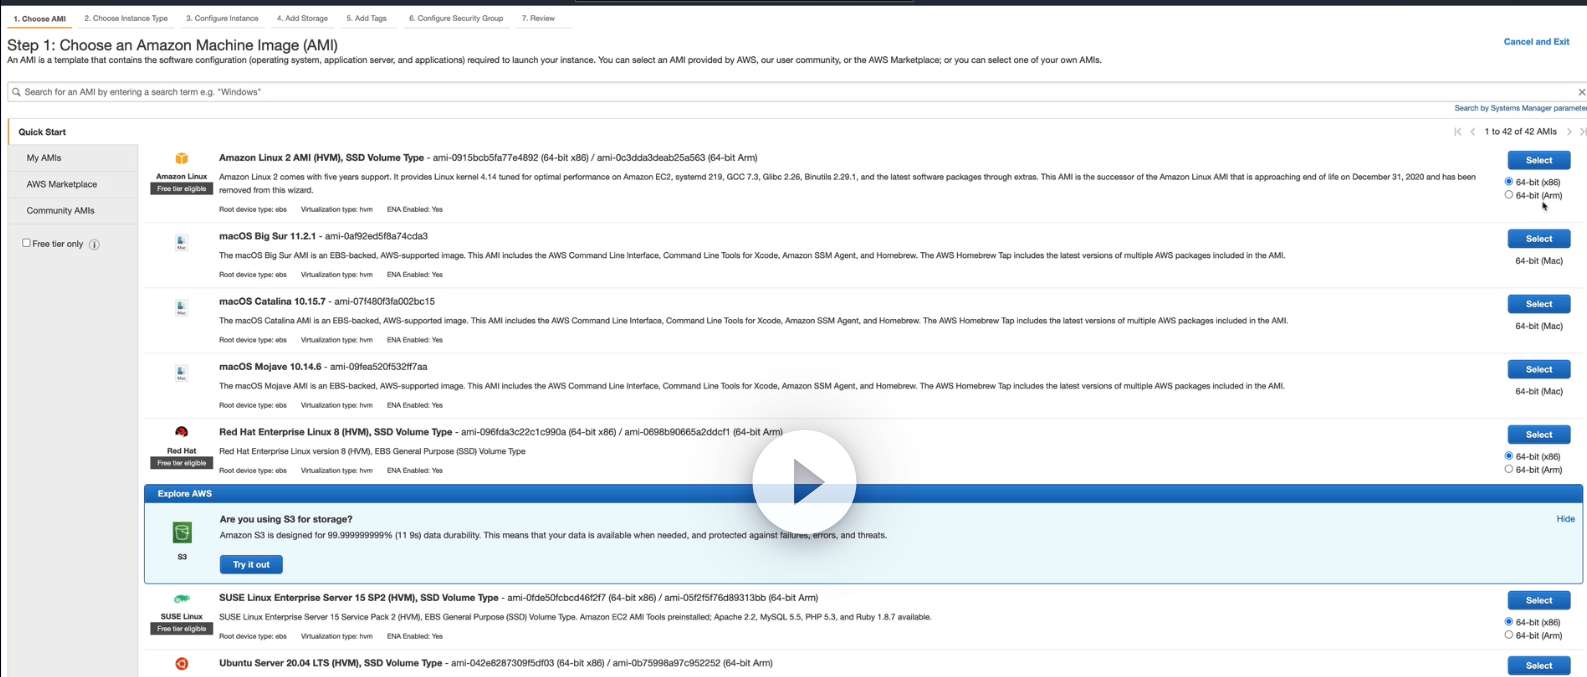 1. Choose AMI 2. Choose Instance Type 3. Configure Instance 4. Add Storage 5. Add Tags 6. Configure Security Group 7. Review
Step 1: Choose an Amazon Machine Image (AMI)
Cancel and Exit
An AMI is a template that contains the software configuration (operating system, application server, and applications) required to launch your instance. You can select an AMI provided by AWS, our user community, or the AWS Marketplace; or you can select one of your own AMIs.
Search for an AMI by entering a search term e.g. "Windows"
Search by Systems Manager parameter
Quick Start
1 to 42 of 42 AMIs
My AMIs
AWS Marketplace
Community AMIs
Free tier only
Amazon Linux
Free tier eligible
Amazon Linux 2 AMI (HVM), SSD Volume Type - ami-0915bcb5fa77e4892 (64-bit x86) / ami-0c3dda3deab25a563 (64-bit Arm)
Amazon Linux 2 comes with five years support. It provides Linux kernel 4.14 tuned for optimal performance on Amazon EC2, systemd 219, GCC 7.3, Glibc 2.26, Binutils 2.29.1, and the latest software packages through extras. This AMI is the successor of the Amazon Linux AMI that is approaching end of life on December 31, 2020 and has been
removed from this wizard.
Root device type: ebs Virtualization type: hvm ENA Enabled: Yes
Select
64-bit (x86)
64-bit (Arm)
Mac
macOS Big Sur 11.2.1 - ami-0af92ed5f8a74cda3
The macOS Big Sur AMI is an EBS-backed, AWS-supported image. This AMI includes the AWS Command Line Interface, Command Line Tools for Xcode, Amazon SSM Agent, and Homebrew. The AWS Homebrew Tap includes the latest versions of multiple AWS packages included in the AMI.
Root device type: ebs Virtualization type: hvm ENA Enabled: Yes
Select
64-bit (Mac)
Mac
macOS Catalina 10.15.7 - ami-07f480f3fa002bc15
The macOS Catalina AMI is an EBS-backed, AWS-supported image. This AMI includes the AWS Command Line Interface, Command Line Tools for Xcode, Amazon SSM Agent, and Homebrew. The AWS Homebrew Tap includes the latest versions of multiple AWS packages included in the AMI.
Root device type: ebs Virtualization type: hvm ENA Enabled: Yes
Select
64-bit (Mac)
Mac
macOS Mojave 10.14.6 - ami-09fea520f532ff7aa
The macOS Mojave AMI is an EBS-backed, AWS-supported image. This AMI includes the AWS Command Line Interface, Command Line Tools for Xcode, Amazon SSM Agent, and Homebrew. The AWS Homebrew Tap includes the latest versions of multiple AWS packages included in the AMI.
Root device type: ebs Virtualization type: hvm ENA Enabled: Yes
Select
64-bit (Mac)
Red Hat
Free tier eligible
Red Hat Enterprise Linux 8 (HVM), SSD Volume Type - ami-096fda3c22c1c990a (64-bit x86) / ami-0698b90665a2ddcf1 (64-bit Arm)
Red Hat Enterprise Linux version 8 (HVM), EBS General Purpose (SSD) Volume Type
Root device type: ebs Virtualization type: hvm ENA Enabled: Yes
Select
64-bit (x86)
64-bit (Arm)
Explore AWS
S3
Are you using S3 for storage?
Hide
Amazon S3 is designed for 99.999999999% (11 9s) data durability. This means that your data is available when needed, and protected against failures, errors, and threats.
Try it out
SUSE Linux
Free tier eligible
SUSE Linux Enterprise Server 15 SP2 (HVM), SSD Volume Type - ami-0fde50fcbcd46f2f7 (64-bit x86) / ami-05f2f5f76d89313bb (64-bit Arm)
SUSE Linux Enterprise Server 15 Service Pack 2 (HVM), EBS General Purpose (SSD) Volume Type. Amazon EC2 AMI Tools preinstalled; Apache 2.2, MySQL 5.5, PHP 5.3, and Ruby 1.8.7 available.
Root device type: ebs Virtualization type: hvm ENA Enabled: Yes
Select
64-bit (x86)
64-bit (Arm)
Ubuntu Server 20.04 LTS (HVM), SSD Volume Type - ami-042e8287309f5df03 (64-bit x86) / ami-0b75998a97c952252 (64-bit Arm)
Select